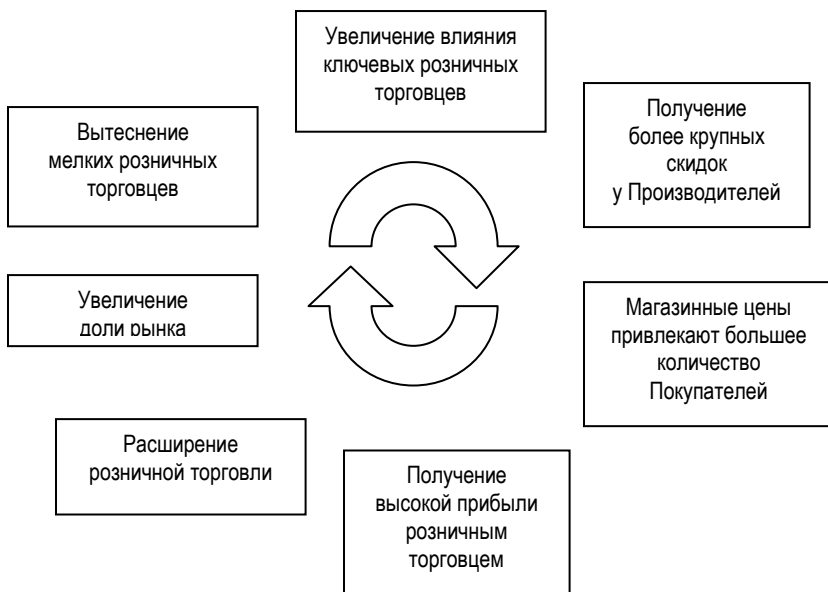 Увеличение влияния
ключевых розничных
торговцев
Получение
более крупных
скидок
у Производителей
Вытеснение
мелких розничных
торговцев
Увеличение
доли рынка
Магазинные цены
привлекают большее
количество
Покупателей
Расширение
розничной торговли
Получение
высокой прибыли
розничным
торговцем